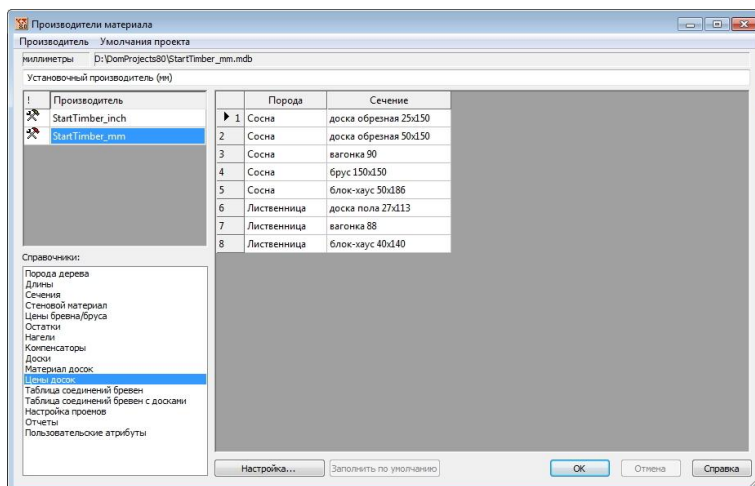 Производители материала
Производитель Умолчания проекта
миллиметры D:\DomProjects80\StartTimber_mm.mdb
Установочный производитель (мм)
! Производитель
StartTimber_inch
StartTimber_mm
Порода Сечение
1 Сосна доска обрезная 25x150
2 Сосна доска обрезная 50x150
3 Сосна вагонка 90
4 Сосна брус 150x150
5 Сосна блок-хаус 50x186
6 Лиственница доска пола 27x113
7 Лиственница вагонка 88
8 Лиственница блок-хаус 40x140
Справочники:
Порода дерева
Длины
Сечения
Стеновой материал
Цены бревна/бруса
Остатки
Нагели
Компенсаторы
Доски
Материал досок
Цены досок
Таблица соединений бревен
Таблица соединений бревен с досками
Настройка проемов
Отчеты
Пользовательские атрибуты
Настройка... Заполнить по умолчанию OK Отмена Справка